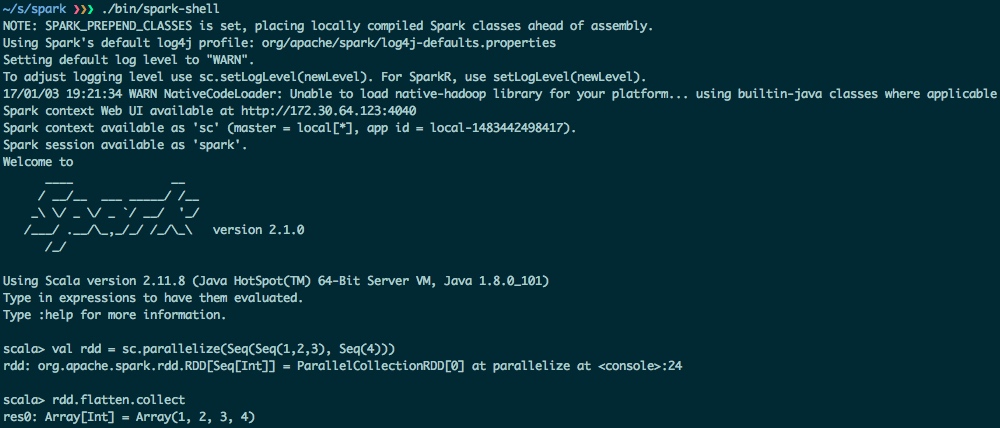 ~/s/spark ❯❯❯ ./bin/spark-shell
NOTE: SPARK_PREPEND_CLASSES is set, placing locally compiled Spark classes ahead of assembly.
Using Spark's default log4j profile: org/apache/spark/log4j-defaults.properties
Setting default log level to "WARN".
To adjust logging level use sc.setLogLevel(newLevel). For SparkR, use setLogLevel(newLevel).
17/01/03 19:21:34 WARN NativeCodeLoader: Unable to load native-hadoop library for your platform... using builtin-java classes where applicable
Spark context Web UI available at http://172.30.64.123:4040
Spark context available as 'sc' (master = local[*], app id = local-1483442498417).
Spark session available as 'spark'.
Welcome to
      ____              __
     / __/__  ___ _____/ /__
    _\ \/ _ \/ _ `/ __/  '_/
   /___/ .__/\_,_/_/ /_/\_\   version 2.1.0
      /_/
Using Scala version 2.11.8 (Java HotSpot(TM) 64-Bit Server VM, Java 1.8.0_101)
Type in expressions to have them evaluated.
Type :help for more information.
scala> val rdd = sc.parallelize(Seq(Seq(1,2,3), Seq(4)))
rdd: org.apache.spark.rdd.RDD[Seq[Int]] = ParallelCollectionRDD[0] at parallelize at <console>:24
scala> rdd.flatten.collect
res0: Array[Int] = Array(1, 2, 3, 4)